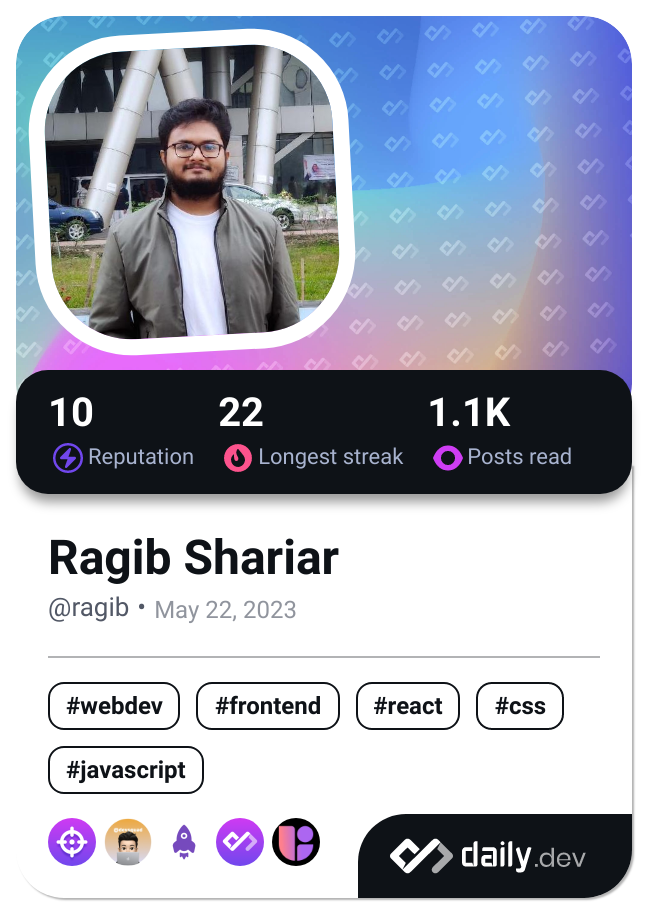 10 22 1.1K
Reputation Longest streak Posts read
Ragib Shariar
@ragib • May 22, 2023
#webdev #frontend #react #css
#javascript
daily.dev